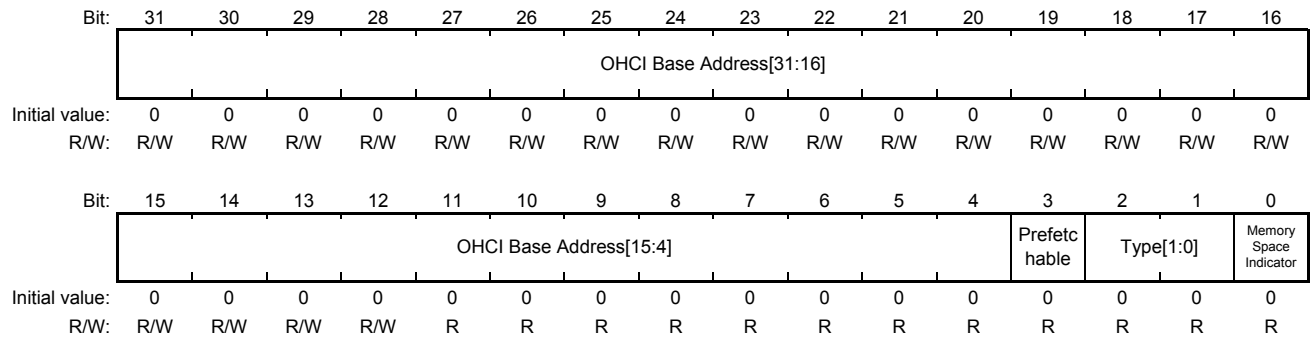 Bit: 31 30 29 28 27 26 25 24 23 22 21 20 19 18 17 16
OHCI Base Address[31:16]
Initial value: 0 0 0 0 0 0 0 0 0 0 0 0 0 0 0 0
R/W: R/W R/W R/W R/W R/W R/W R/W R/W R/W R/W R/W R/W R/W R/W R/W R/W
Bit: 15 14 13 12 11 10 9 8 7 6 5 4 3 2 1 0
OHCI Base Address[15:4]
Prefetc
hable
Type[1:0]
Memory
Space
Indicator
Initial value: 0 0 0 0 0 0 0 0 0 0 0 0 0 0 0 0
R/W: R/W R/W R/W R/W R R R R R R R R R R R R